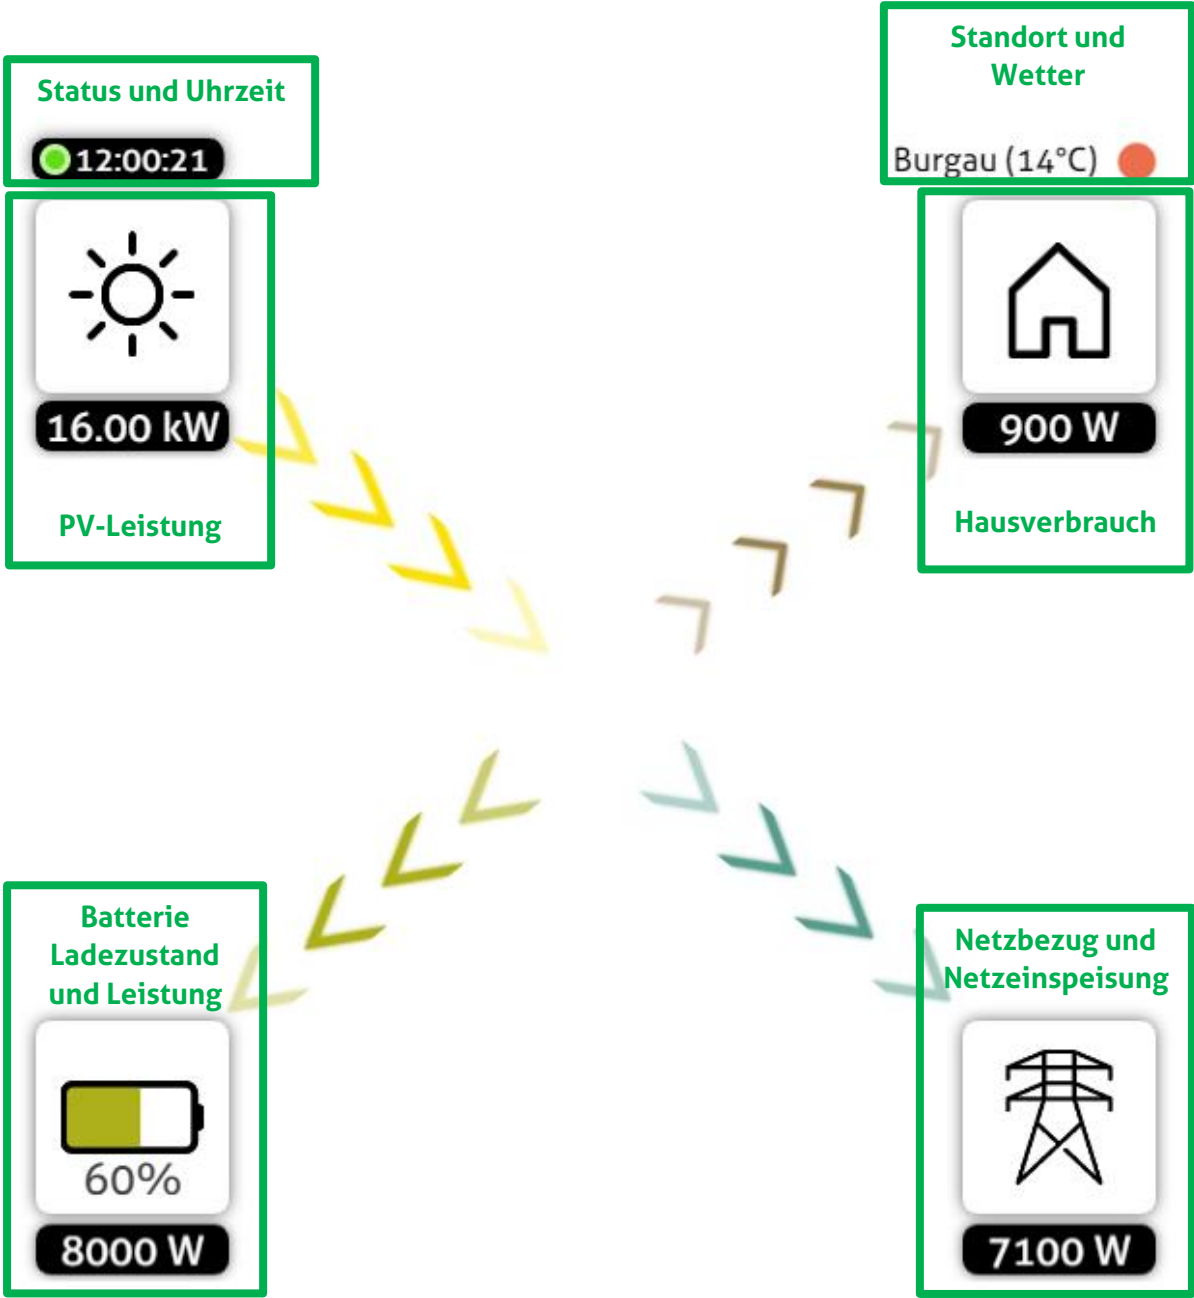 Status und Uhrzeit
12:00:21
Standort und
Wetter
Burgau (14°C)
16.00 kW
PV-Leistung
900 W
Hausverbrauch
Batterie
Ladezustand
und Leistung
60%
8000 W
Netzbezug und
Netzeinspeisung
7100 W